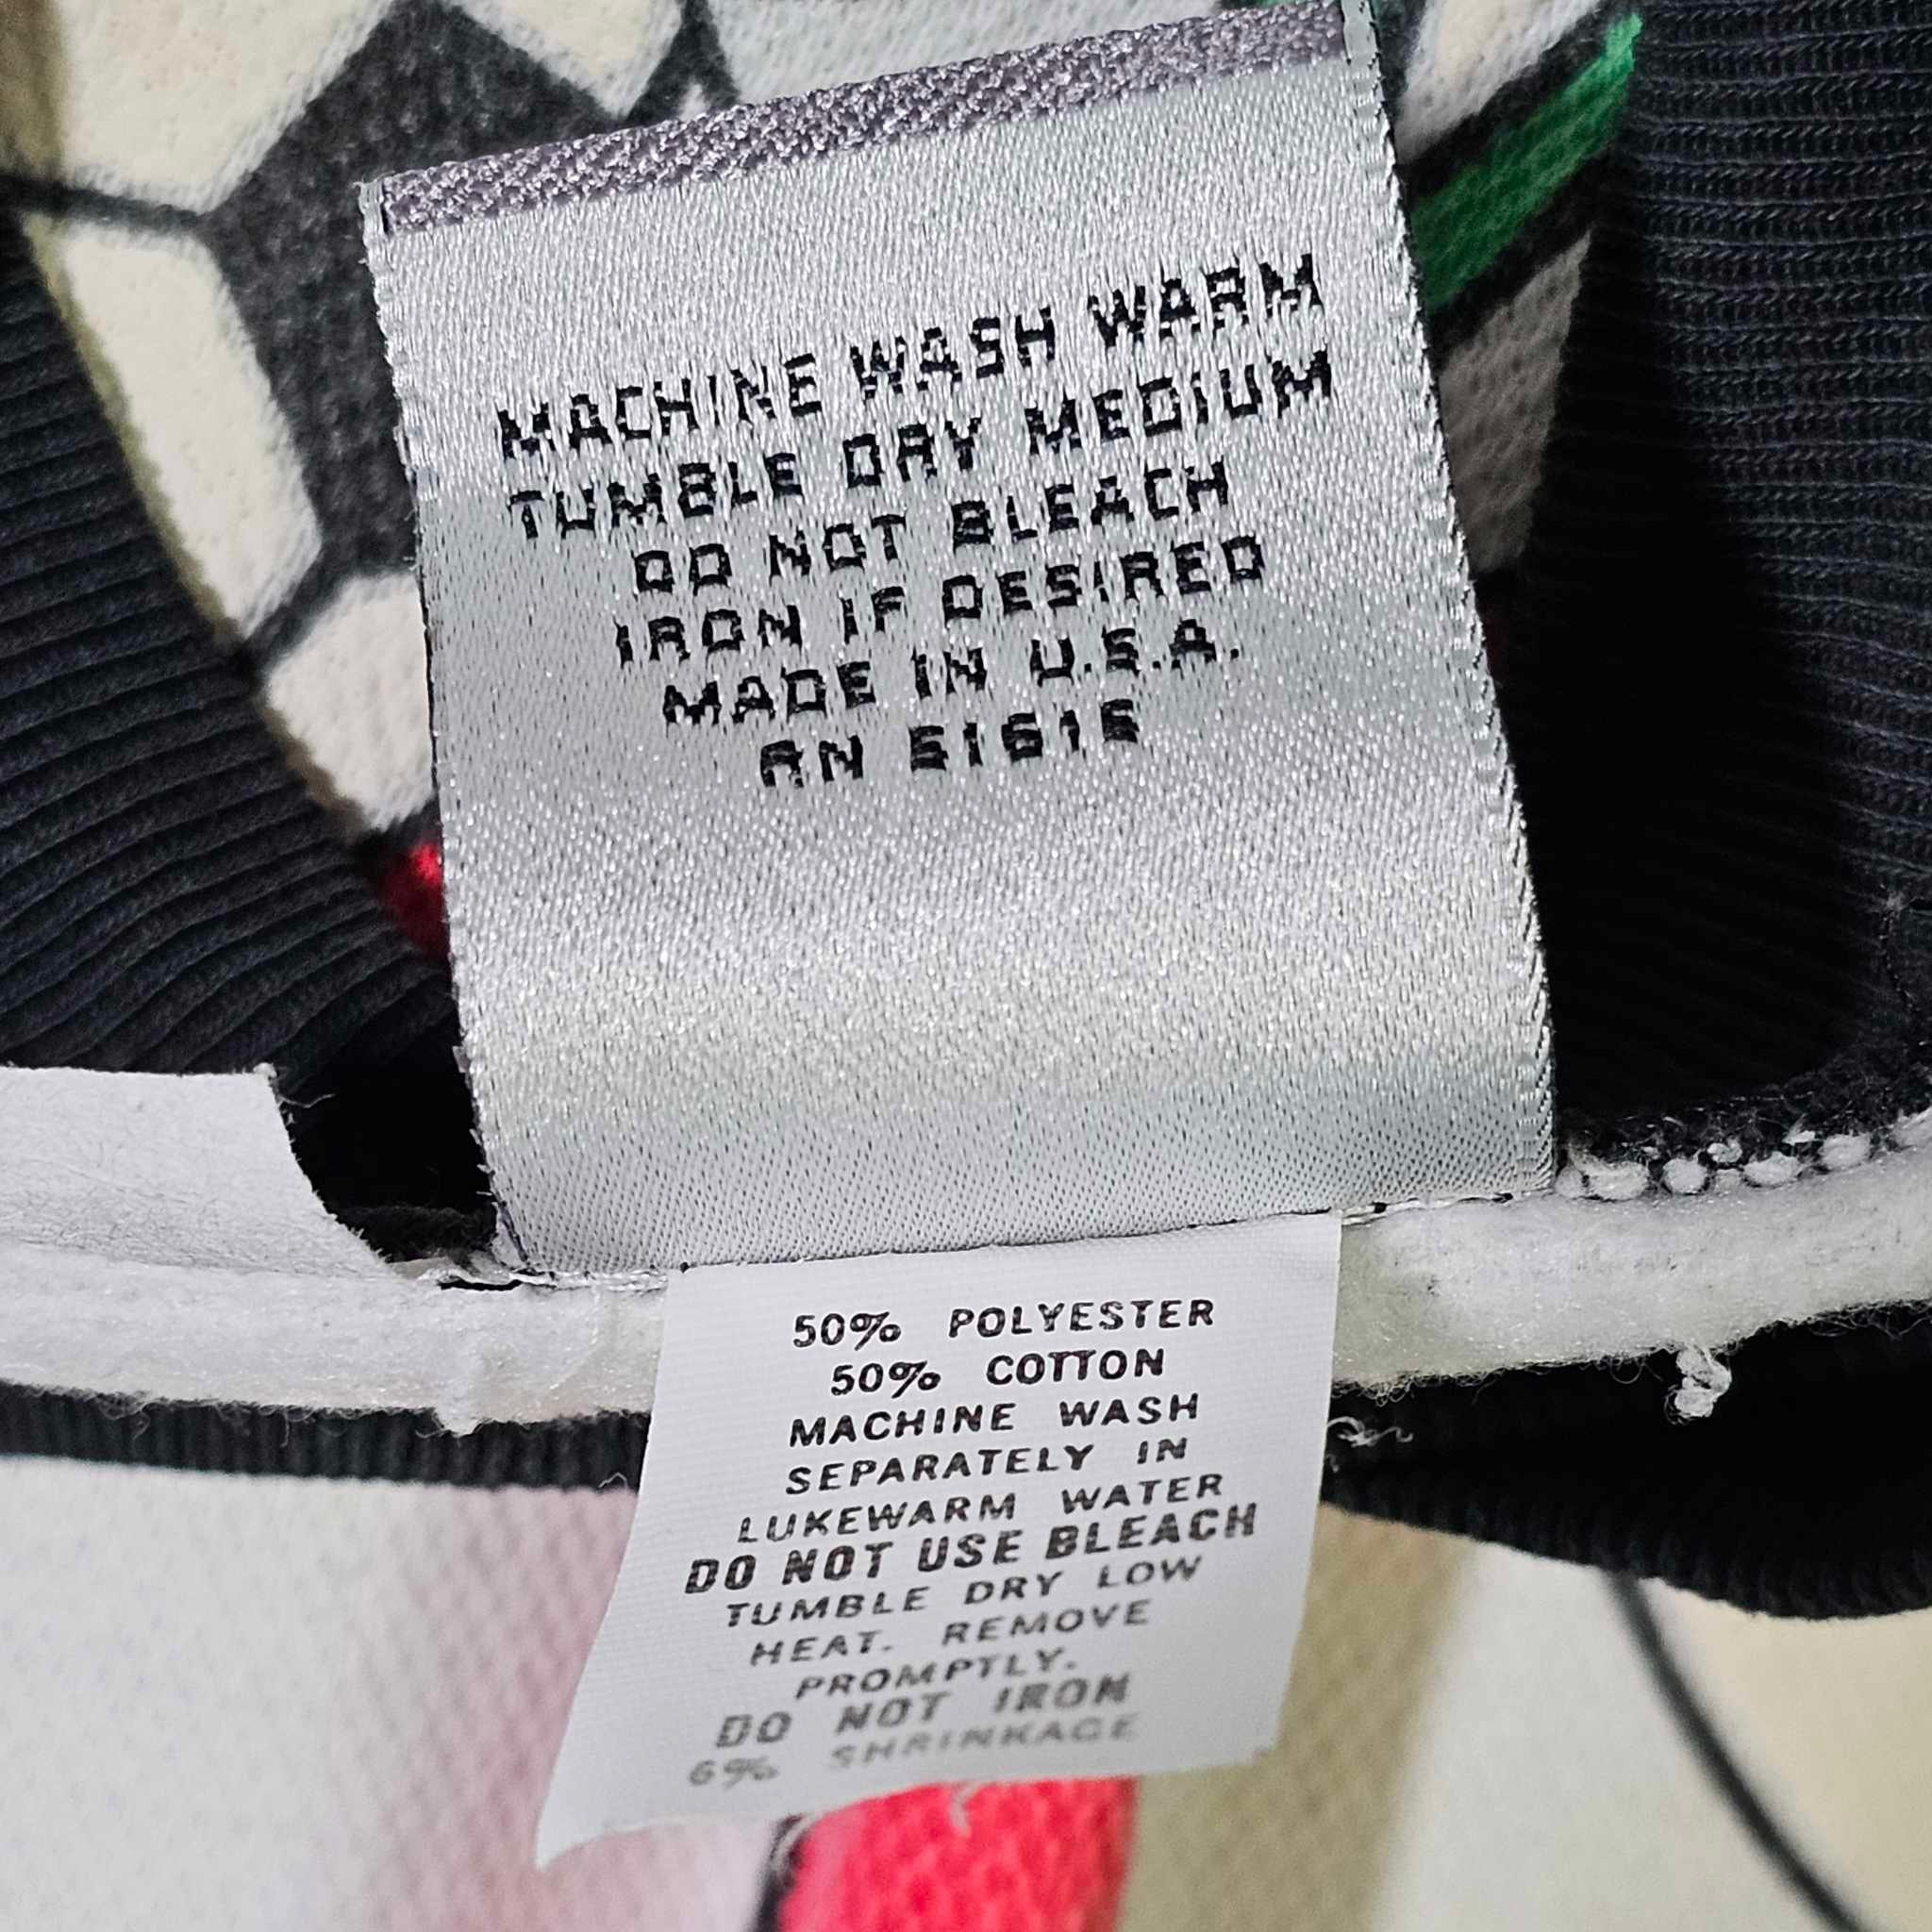 MACHINE WASH WARM
TUMBLE DRY MEDIUM
DO NOT BLEACH
IRON IF DESIRED
MADE IN U.S.A.
RN 51615
50% POLYESTER
50% COTTON
MACHINE WASH
SEPARATELY IN
LUKEWARM WATER
DO NOT USE BLEACH
TUMBLE DRY LOW
HEAT. REMOVE
PROMPTLY.
DO NOT IRON
6% SHRINKAGE